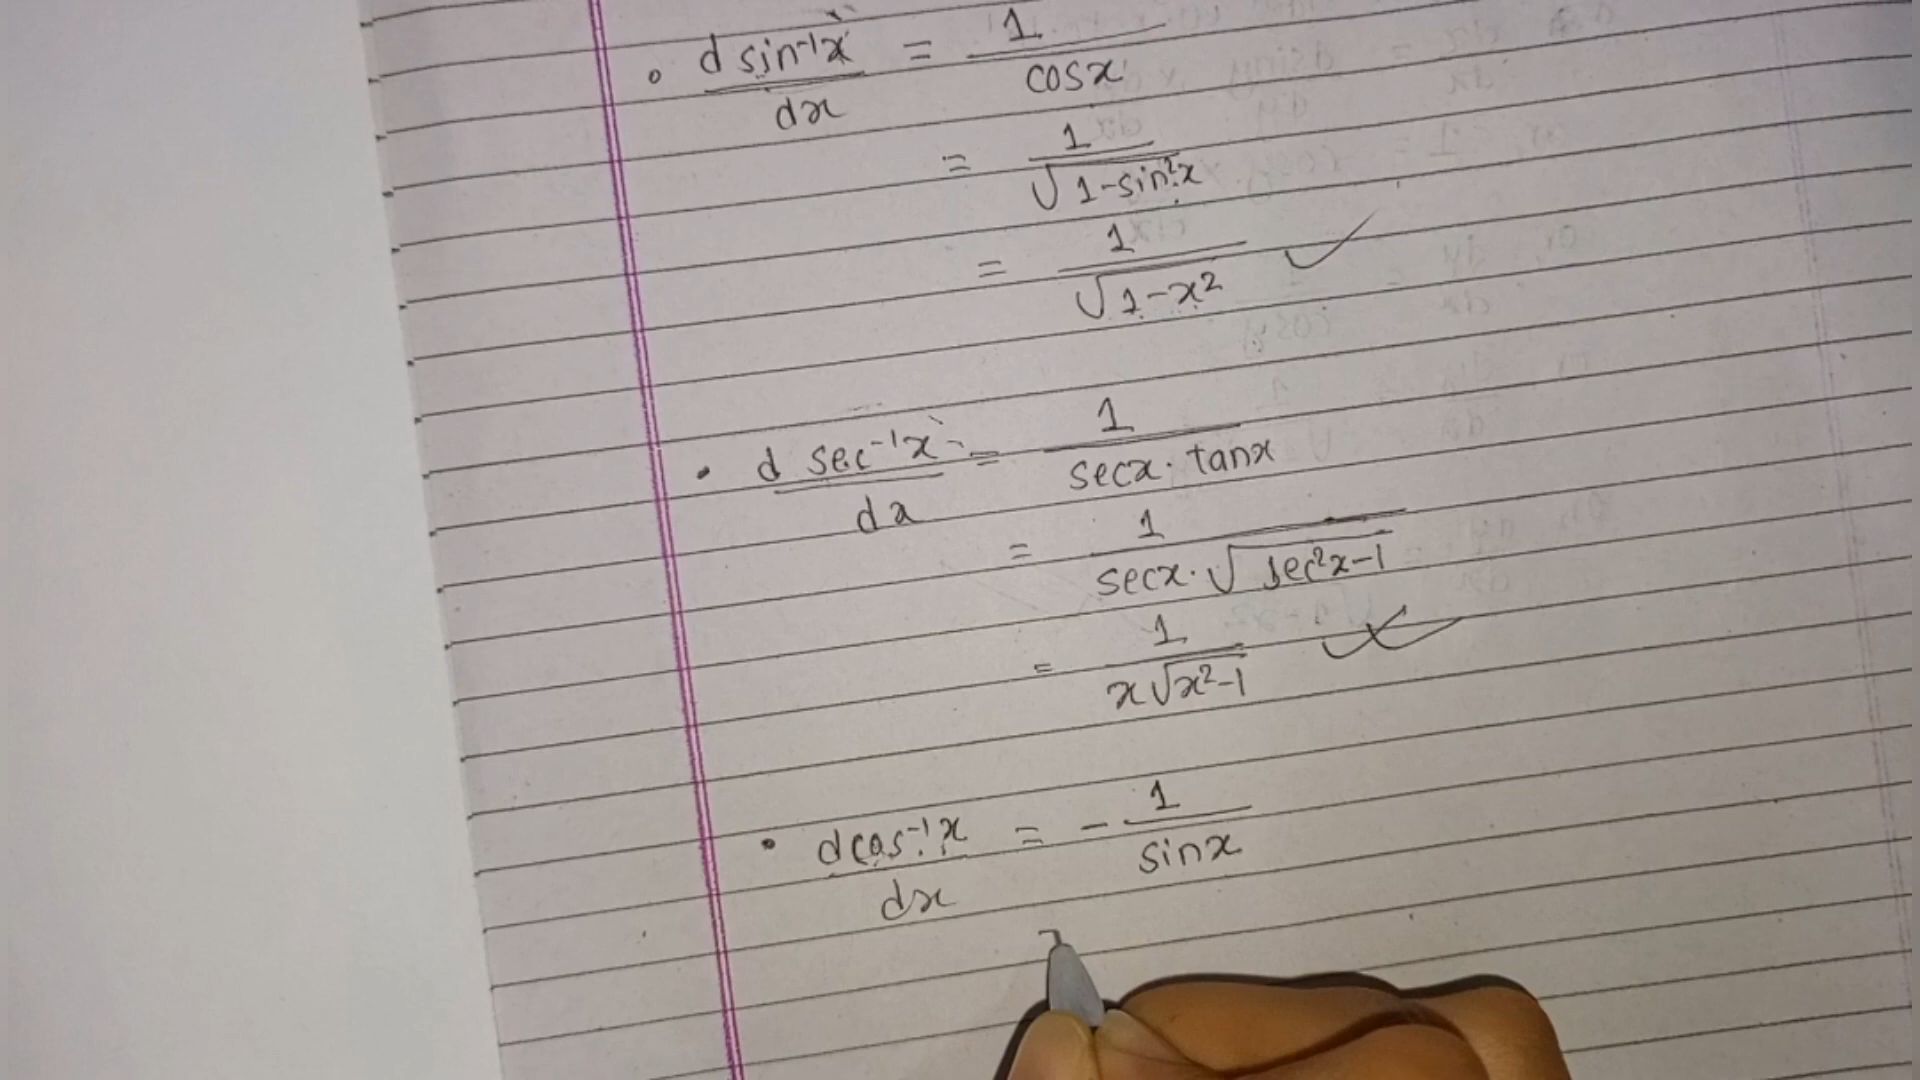 ∘ d sin⁻¹x/dx = 1/cosx
= 1/√(1-sin²x)
= 1/√(1-x²) ✓
• d sec⁻¹x/dx = 1/(secx·tanx)
= 1/(secx·√(sec²x-1))
= 1/(x√(x²-1)) ✓
• dcos⁻¹x/dx = -1/sinx